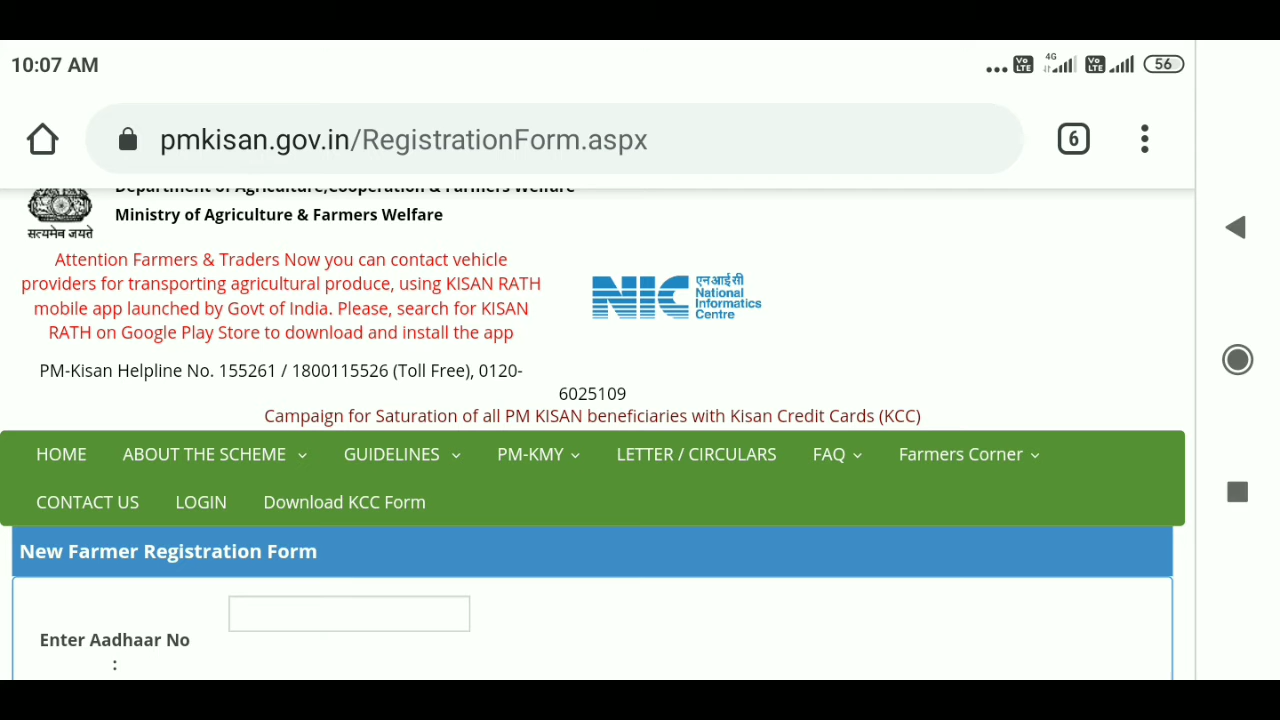 10:07 AM
Vo LTE 4G Vo LTE 56
pmkisan.gov.in/RegistrationForm.aspx
6
Department of Agriculture,Cooperation & Farmers Welfare
Ministry of Agriculture & Farmers Welfare
सत्यमेव जयते
Attention Farmers & Traders Now you can contact vehicle
providers for transporting agricultural produce, using KISAN RATH
mobile app launched by Govt of India. Please, search for KISAN
RATH on Google Play Store to download and install the app
NIC
एनआईसी
National
Informatics
Centre
PM-Kisan Helpline No. 155261 / 1800115526 (Toll Free), 0120-
6025109
Campaign for Saturation of all PM KISAN beneficiaries with Kisan Credit Cards (KCC)
HOME ABOUT THE SCHEME GUIDELINES PM-KMY LETTER / CIRCULARS FAQ Farmers Corner
CONTACT US LOGIN Download KCC Form
New Farmer Registration Form
Enter Aadhaar No
: